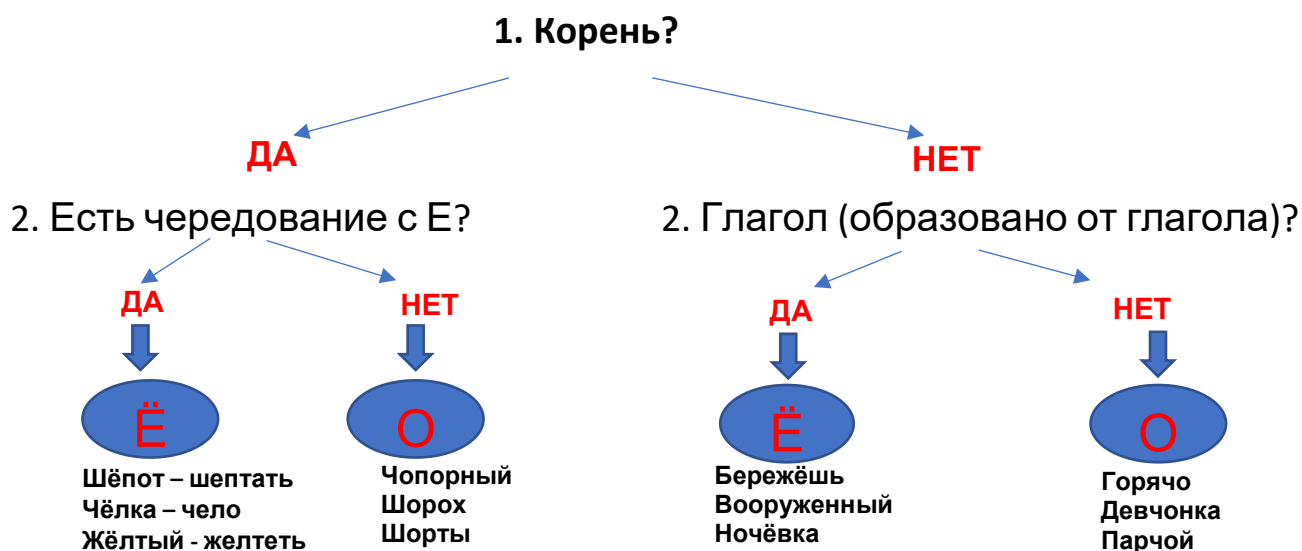 1. Корень?
ДА
НЕТ
2. Есть чередование с Е?
2. Глагол (образовано от глагола)?
ДА
НЕТ
ДА
НЕТ
Ё
О
Ё
О
Шёпот – шептать
Чёлка – чело
Жёлтый - желтеть
Чопорный
Шорох
Шорты
Бережёшь
Вооруженный
Ночёвка
Горячо
Девчонка
Парчой